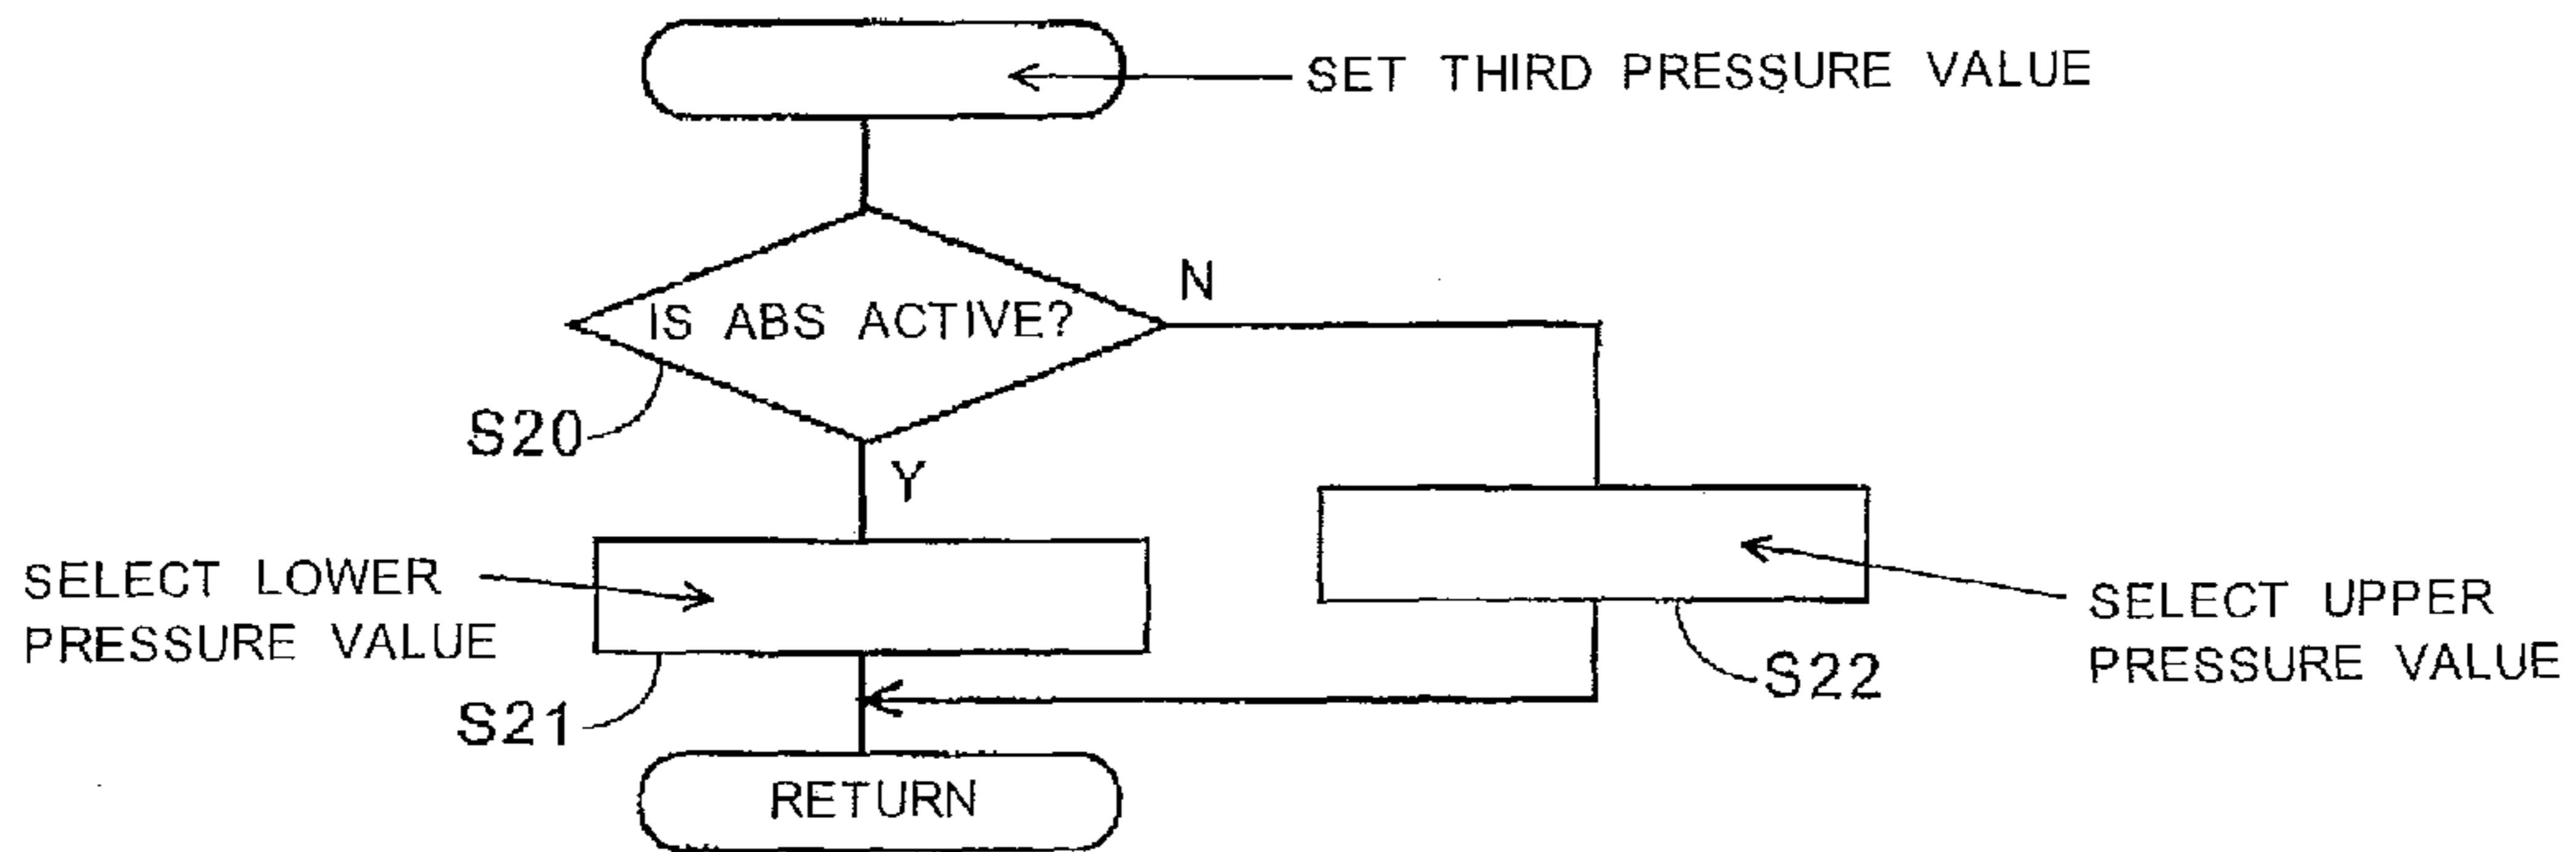 SET THIRD PRESSURE VALUE
N
IS ABS ACTIVE?
S20
Y
SELECT LOWER
PRESSURE VALUE
S21
SELECT UPPER
PRESSURE VALUE
S22
RETURN